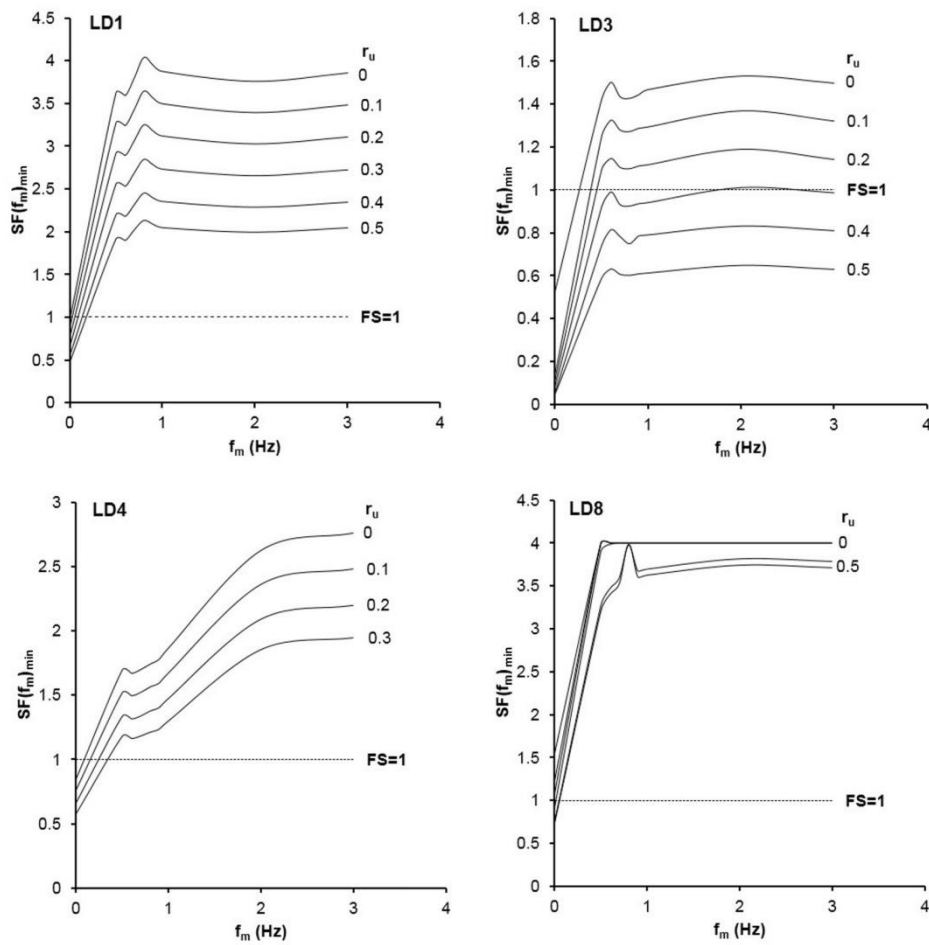 LD1
r_u
4.5
4
3.5
3
2.5
2
1.5
1
0.5
0
SF(f_m)_min
0
0.1
0.2
0.3
0.4
0.5
FS=1
0 1 2 3 4
f_m (Hz)
LD3
r_u
1.8
1.6
1.4
1.2
1
0.8
0.6
0.4
0.2
0.0
SF(f_m)_min
0
0.1
0.2
FS=1
0.4
0.5
0 1 2 3 4
f_m (Hz)
LD4
r_u
3
2.5
2
1.5
1
0.5
0
SF(f_m)_min
0
0.1
0.2
0.3
FS=1
0 1 2 3 4
f_m (Hz)
LD8
r_u
4.5
4
3.5
3
2.5
2
1.5
1
0.5
0
SF(f_m)_min
0
0.5
FS=1
0 1 2 3 4
f_m (Hz)